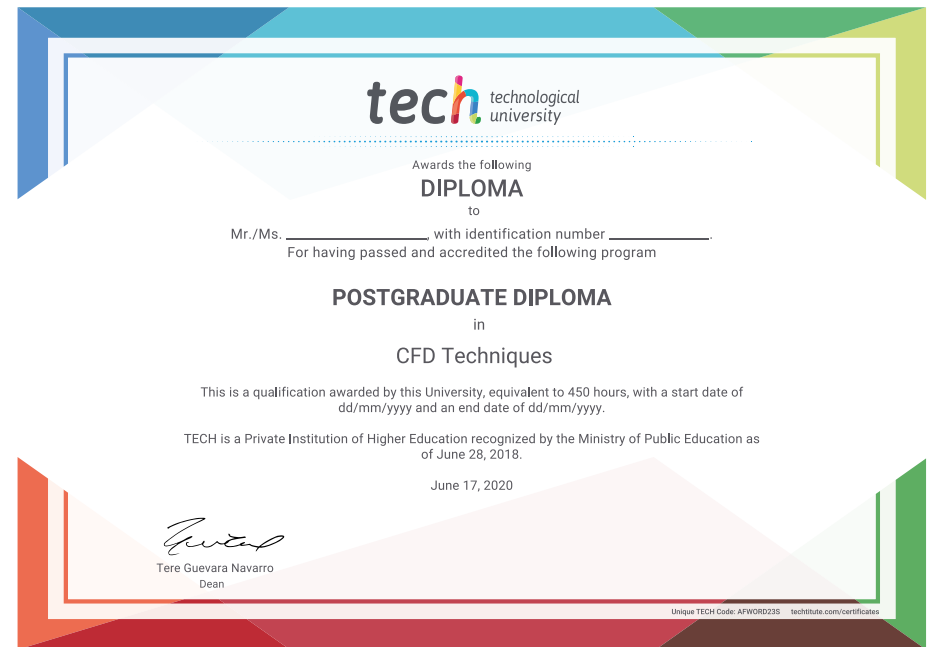 tech technological
university
Awards the following
DIPLOMA
to
Mr./Ms. ____________________, with identification number ______________.
For having passed and accredited the following program
POSTGRADUATE DIPLOMA
in
CFD Techniques
This is a qualification awarded by this University, equivalent to 450 hours, with a start date of
dd/mm/yyyy and an end date of dd/mm/yyyy.
TECH is a Private Institution of Higher Education recognized by the Ministry of Public Education as
of June 28, 2018.
June 17, 2020
Tere Guevara Navarro
Dean
Unique TECH Code: AFWORD23S techtitute.com/certificates